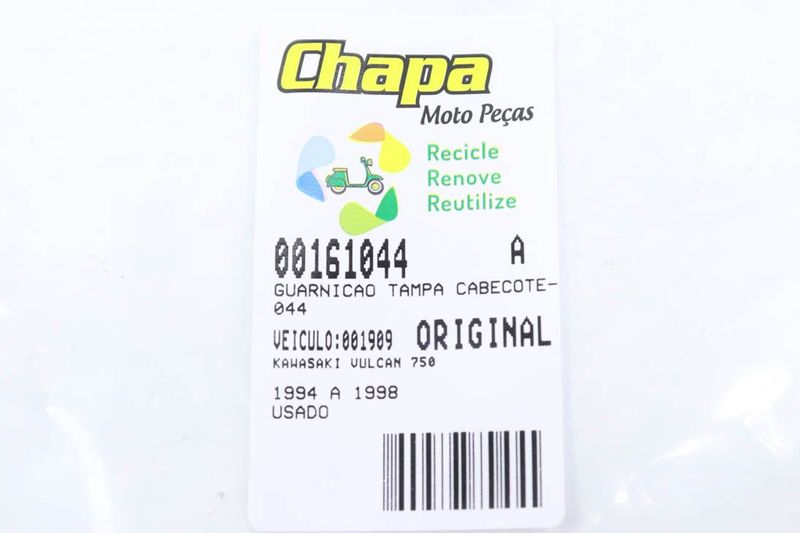 Chapa
Moto Peças
Recicle
Renove
Reutilize
00161044 A
GUARNICAO TAMPA CABECOTE-
044
VEICULO:001909 ORIGINAL
KAWASAKI VULCAN 750
1994 A 1998
USADO